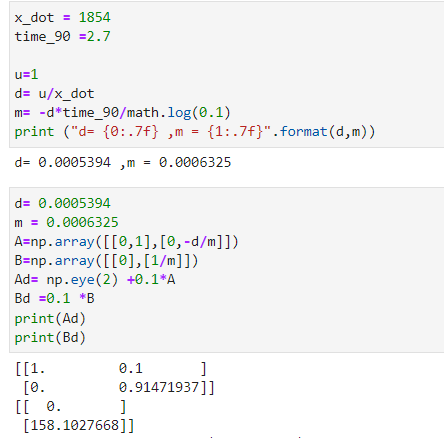 x_dot = 1854
time_90 =2.7
u=1
d= u/x_dot
m= -d*time_90/math.log(0.1)
print ("d= {0:.7f} ,m = {1:.7f}".format(d,m))
d= 0.0005394 ,m = 0.0006325
d= 0.0005394
m = 0.0006325
A=np.array([[0,1],[0,-d/m]])
B=np.array([[0],[1/m]])
Ad= np.eye(2) +0.1*A
Bd =0.1 *B
print(Ad)
print(Bd)
[[1.         0.1       ]
 [0.         0.91471937]]
[[  0.       ]
 [158.1027668]]